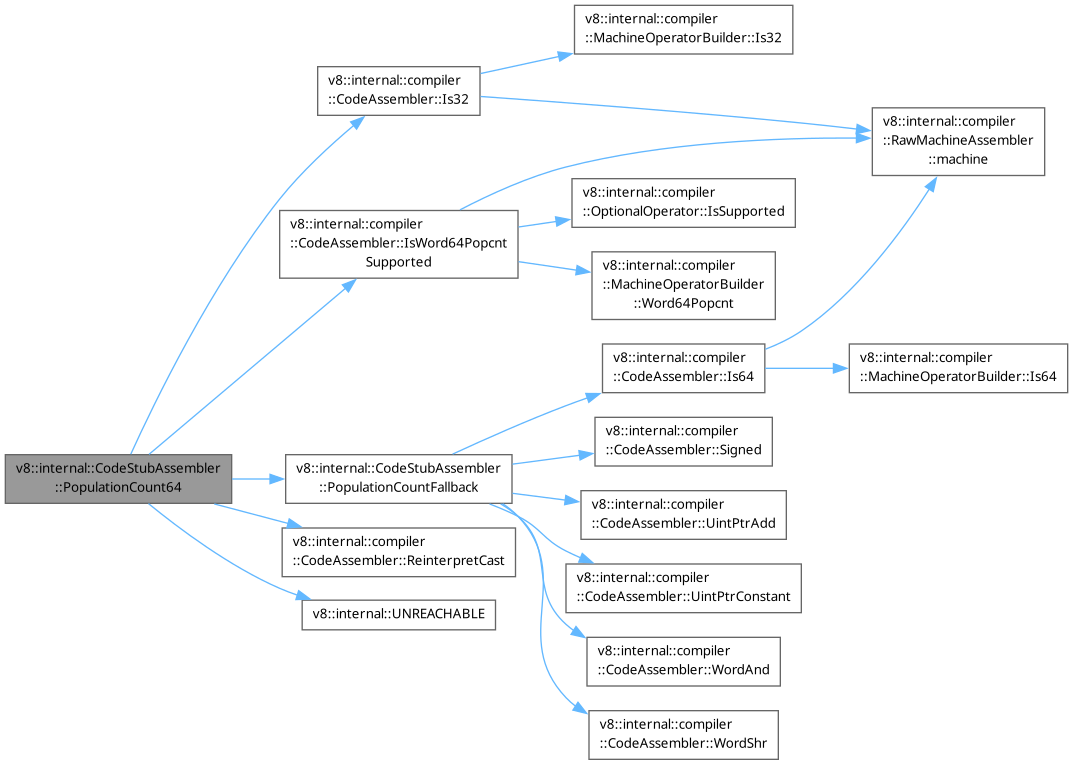 v8::internal::compiler
::MachineOperatorBuilder::Is32
v8::internal::compiler
::CodeAssembler::Is32
v8::internal::compiler
::RawMachineAssembler
::machine
v8::internal::compiler
::OptionalOperator::IsSupported
v8::internal::compiler
::CodeAssembler::IsWord64Popcnt
Supported
v8::internal::compiler
::MachineOperatorBuilder
::Word64Popcnt
v8::internal::compiler
::CodeAssembler::Is64
v8::internal::compiler
::MachineOperatorBuilder::Is64
v8::internal::compiler
::CodeAssembler::Signed
v8::internal::CodeStubAssembler
::PopulationCount64
v8::internal::CodeStubAssembler
::PopulationCountFallback
v8::internal::compiler
::CodeAssembler::UintPtrAdd
v8::internal::compiler
::CodeAssembler::ReinterpretCast
v8::internal::compiler
::CodeAssembler::UintPtrConstant
v8::internal::UNREACHABLE
v8::internal::compiler
::CodeAssembler::WordAnd
v8::internal::compiler
::CodeAssembler::WordShr